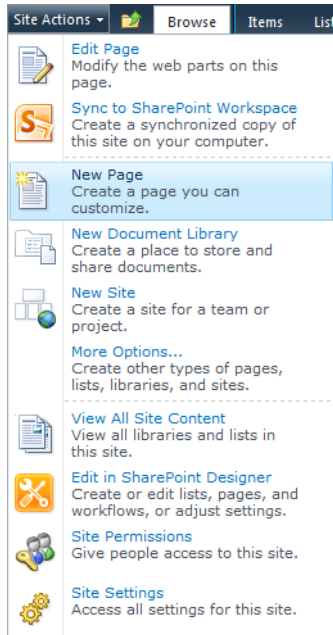 Site Actions Browse Items
Edit Page
Modify the web parts on this
page.
Sync to SharePoint Workspace
Create a synchronized copy of
this site on your computer.
New Page
Create a page you can
customize.
New Document Library
Create a place to store and
share documents.
New Site
Create a site for a team or
project.
More Options...
Create other types of pages,
lists, libraries, and sites.
View All Site Content
View all libraries and lists in
this site.
Edit in SharePoint Designer
Create or edit lists, pages, and
workflows, or adjust settings.
Site Permissions
Give people access to this site.
Site Settings
Access all settings for this site.